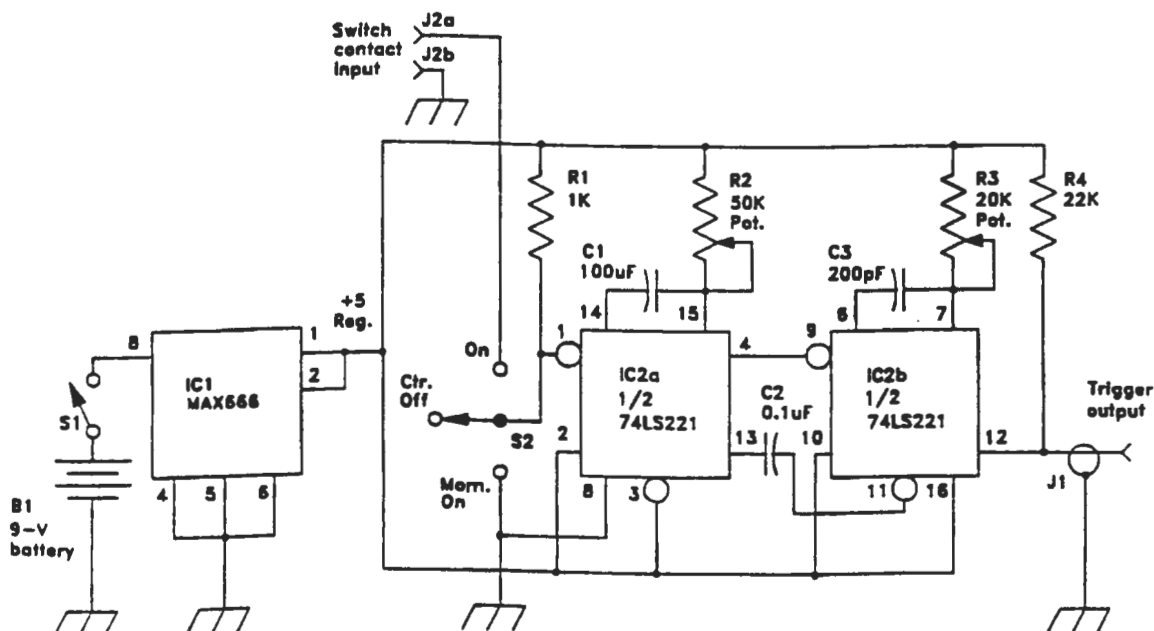 Switch
contact
input
J2a
J2b
R1
1K
R2
50K
Pot.
R3
20K
Pot.
R4
22K
C1
100uF
C3
200pF
+5
Reg.
14
15
6
7
8
1
2
IC1
MAX666
4
5
6
S1
B1
9-V
battery
On
Ctr.
Off
S2
Mom.
On
1
IC2a
1/2
74LS221
4
2
13
8
3
C2
0.1uF
9
IC2b
1/2
74LS221
10
12
11
16
Trigger
output
J1